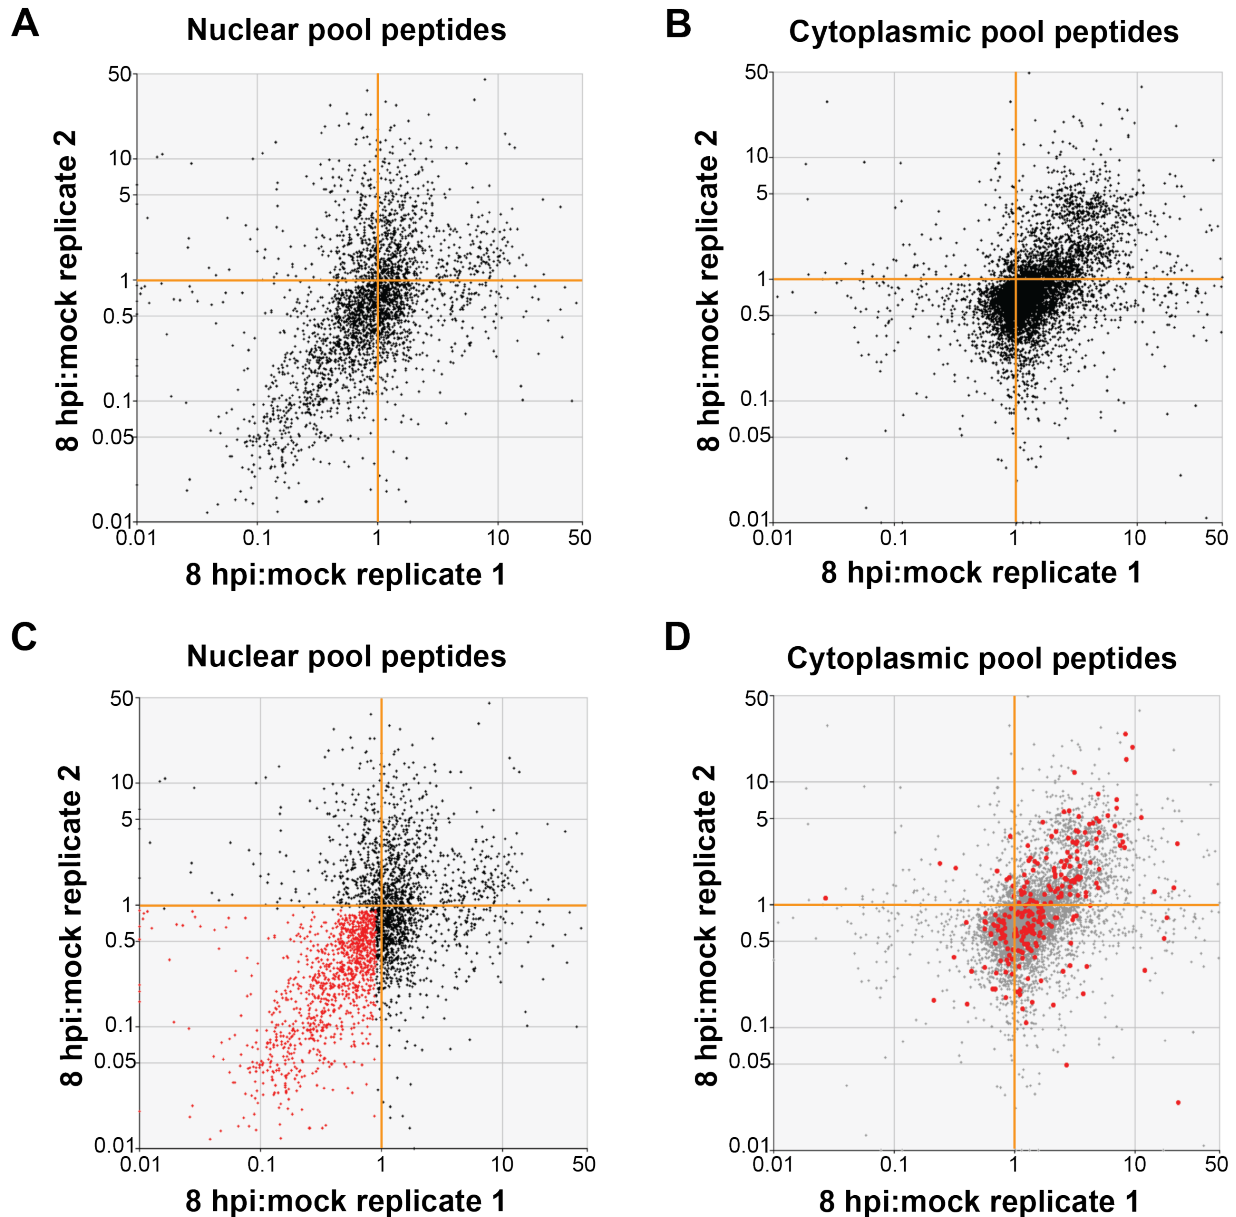 A
Nuclear pool peptides
50
10
5
1
0.5
0.1
0.05
0.01
8 hpi:mock replicate 2
0.01 0.1 1 10 50
8 hpi:mock replicate 1
B
Cytoplasmic pool peptides
50
10
5
1
0.5
0.1
0.05
0.01
8 hpi:mock replicate 2
0.01 0.1 1 10 50
8 hpi:mock replicate 1
C
Nuclear pool peptides
50
10
5
1
0.5
0.1
0.05
0.01
8 hpi:mock replicate 2
0.01 0.1 1 10 50
8 hpi:mock replicate 1
D
Cytoplasmic pool peptides
50
10
5
1
0.5
0.1
0.05
0.01
8 hpi:mock replicate 2
0.01 0.1 1 10 50
8 hpi:mock replicate 1